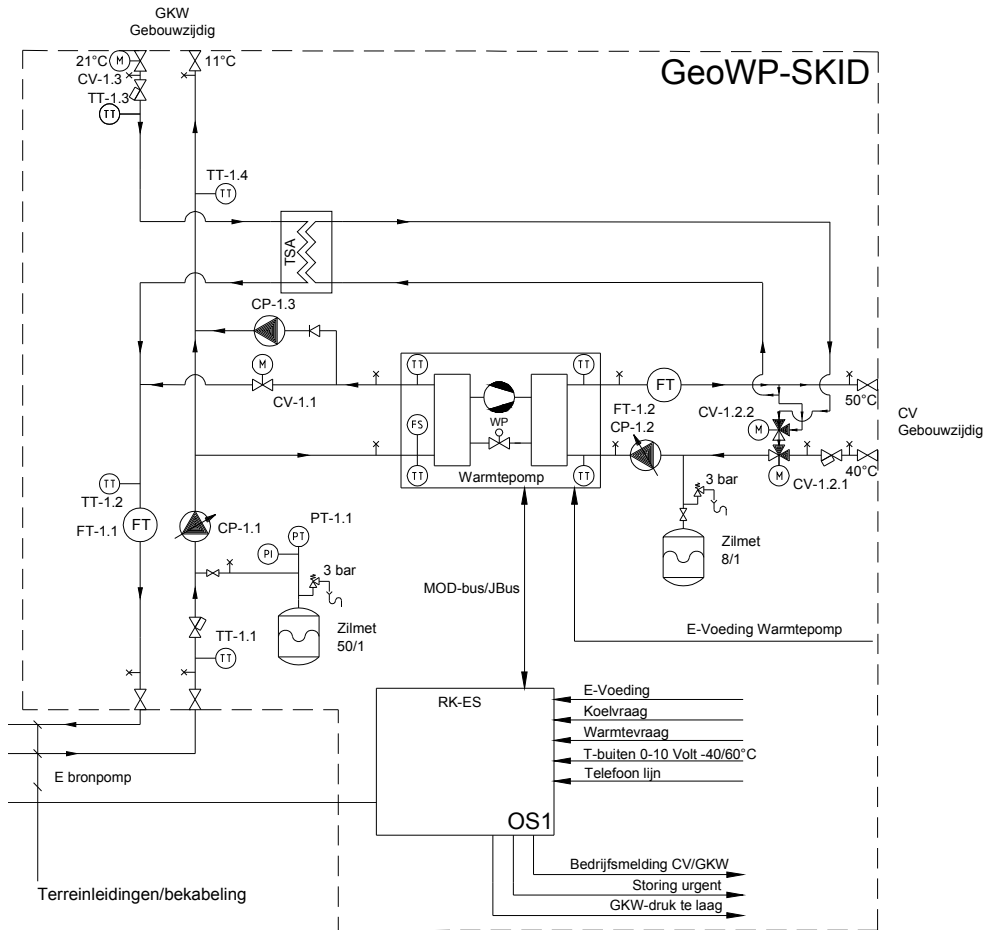 GKW
Gebouwzijdig
GeoWP-SKID
M
21°C
11°C
CV-1.3
TT-1.3
TT
TT-1.4
TT
TSA
CP-1.3
M
CV-1.1
TT
TT
FT
FT-1.2
CP-1.2
FS
WP
TT
TT
Warmtepomp
CV-1.2.2
M
50°C
CV
Gebouwzijdig
40°C
M
CV-1.2.1
3 bar
Zilmet
8/1
TT
TT-1.2
FT-1.1
FT
CP-1.1
PT-1.1
PT
PI
3 bar
Zilmet
50/1
TT-1.1
TT
MOD-bus/JBus
E-Voeding Warmtepomp
RK-ES
OS1
E-Voeding
Koelvraag
Warmtevraag
T-buiten 0-10 Volt -40/60°C
Telefoon lijn
E bronpomp
Terreinleidingen/bekabeling
Bedrijfsmelding CV/GKW
Storing urgent
GKW-druk te laag